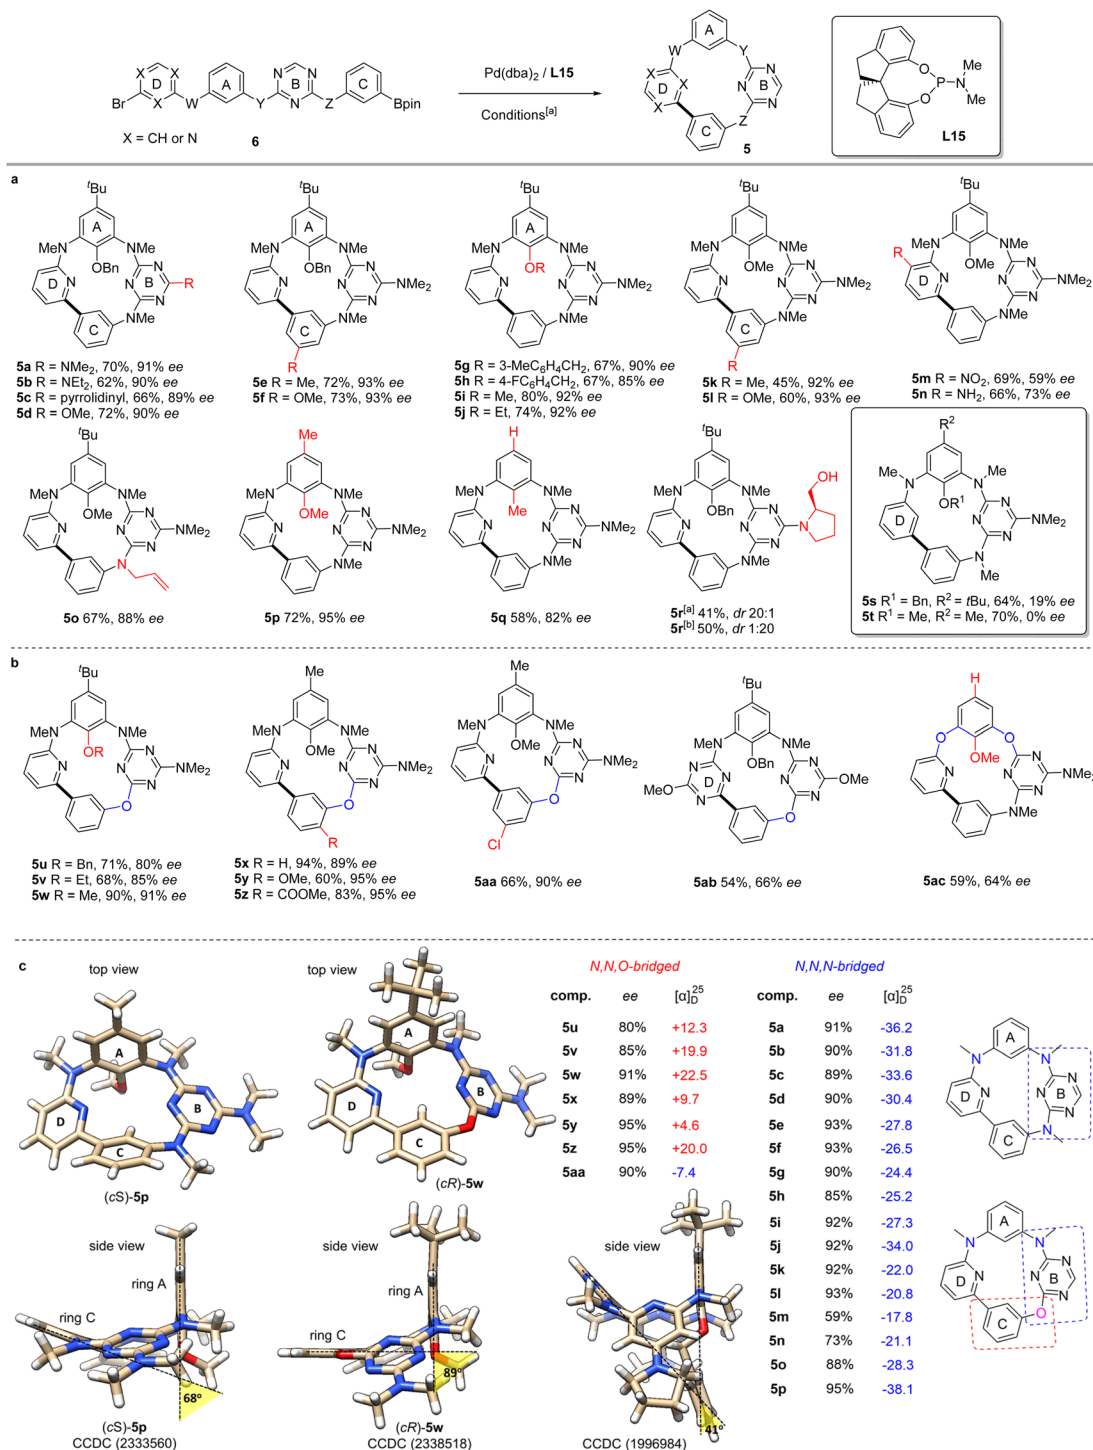 X = CH or N
6
Pd(dba)2 / L15
Conditions[a]
5
L15
a
5a R = NMe2, 70%, 91% ee
5b R = NEt2, 62%, 90% ee
5c R = pyrrolidinyl, 66%, 89% ee
5d R = OMe, 72%, 90% ee
5e R = Me, 72%, 93% ee
5f R = OMe, 73%, 93% ee
5g R = 3-MeC6H4CH2, 67%, 90% ee
5h R = 4-FC6H4CH2, 67%, 85% ee
5i R = Me, 80%, 92% ee
5j R = Et, 74%, 92% ee
5k R = Me, 45%, 92% ee
5l R = OMe, 60%, 93% ee
5m R = NO2, 69%, 59% ee
5n R = NH2, 66%, 73% ee
5o 67%, 88% ee
5p 72%, 95% ee
5q 58%, 82% ee
5r[a] 41%, dr 20:1
5r[b] 50%, dr 1:20
5s R1 = Bn, R2 = tBu, 64%, 19% ee
5t R1 = Me, R2 = Me, 70%, 0% ee
b
5u R = Bn, 71%, 80% ee
5v R = Et, 68%, 85% ee
5w R = Me, 90%, 91% ee
5x R = H, 94%, 89% ee
5y R = OMe, 60%, 95% ee
5z R = COOMe, 83%, 95% ee
5aa 66%, 90% ee
5ab 54%, 66% ee
5ac 59%, 64% ee
c
top view
(cS)-5p
top view
(cR)-5w
side view
ring A
ring C
68º
(cS)-5p
CCDC (2333560)
side view
ring A
ring C
89º
(cR)-5w
CCDC (2338518)
side view
41º
CCDC (1996984)
N,N,O-bridged
comp. ee [α]D25
5u 80% +12.3
5v 85% +19.9
5w 91% +22.5
5x 89% +9.7
5y 95% +4.6
5z 95% +20.0
5aa 90% -7.4
N,N,N-bridged
comp. ee [α]D25
5a 91% -36.2
5b 90% -31.8
5c 89% -33.6
5d 90% -30.4
5e 93% -27.8
5f 93% -26.5
5g 90% -24.4
5h 85% -25.2
5i 92% -27.3
5j 92% -34.0
5k 92% -22.0
5l 93% -20.8
5m 59% -17.8
5n 73% -21.1
5o 88% -28.3
5p 95% -38.1